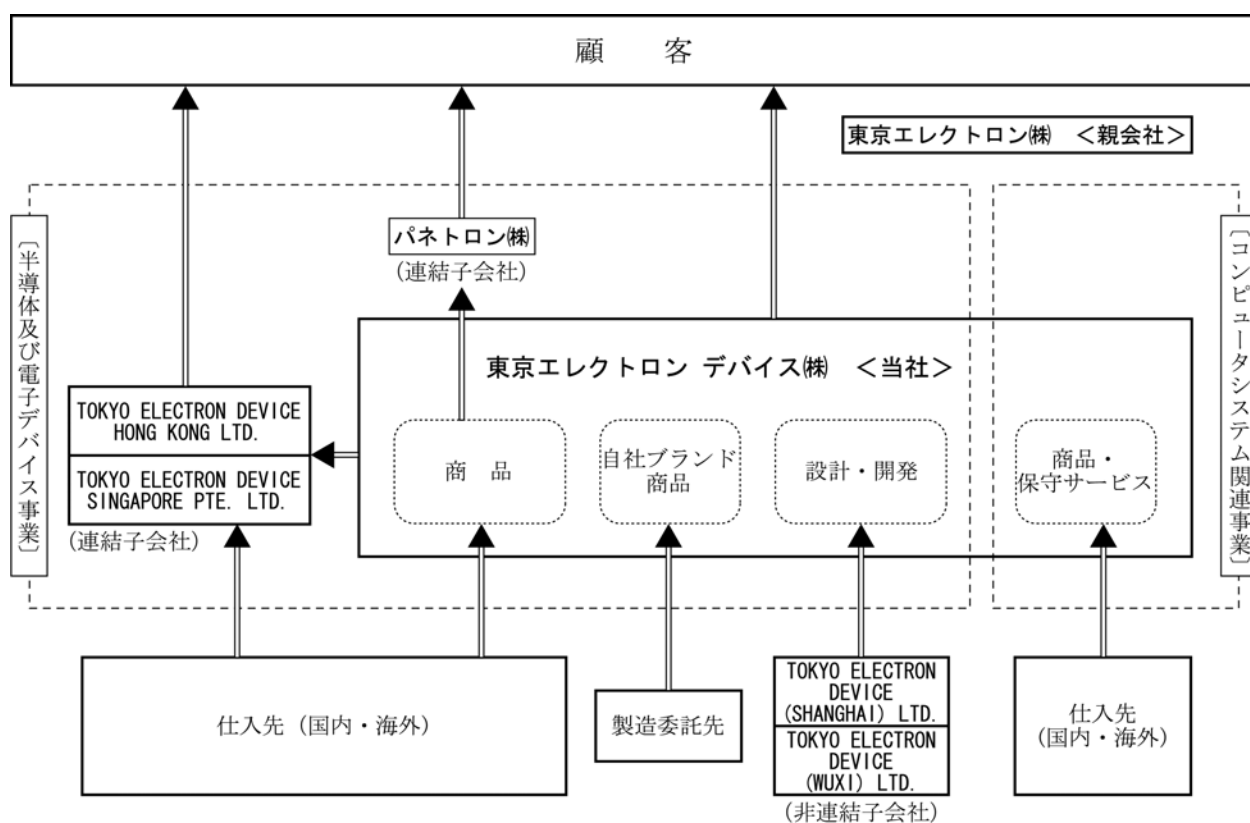 顧　　客
東京エレクトロン㈱　＜親会社＞
〔半導体及び電子デバイス事業〕
〔コンピュータシステム関連事業〕
パネトロン㈱
(連結子会社)
東京エレクトロン デバイス㈱　＜当社＞
TOKYO ELECTRON DEVICE
HONG KONG LTD.
TOKYO ELECTRON DEVICE
SINGAPORE PTE. LTD.
(連結子会社)
商　品
自社ブランド
商品
設計・開発
商品・
保守サービス
仕入先 (国内・海外)
製造委託先
TOKYO ELECTRON
DEVICE
(SHANGHAI) LTD.
TOKYO ELECTRON
DEVICE
(WUXI) LTD.
(非連結子会社)
仕入先
(国内・海外)